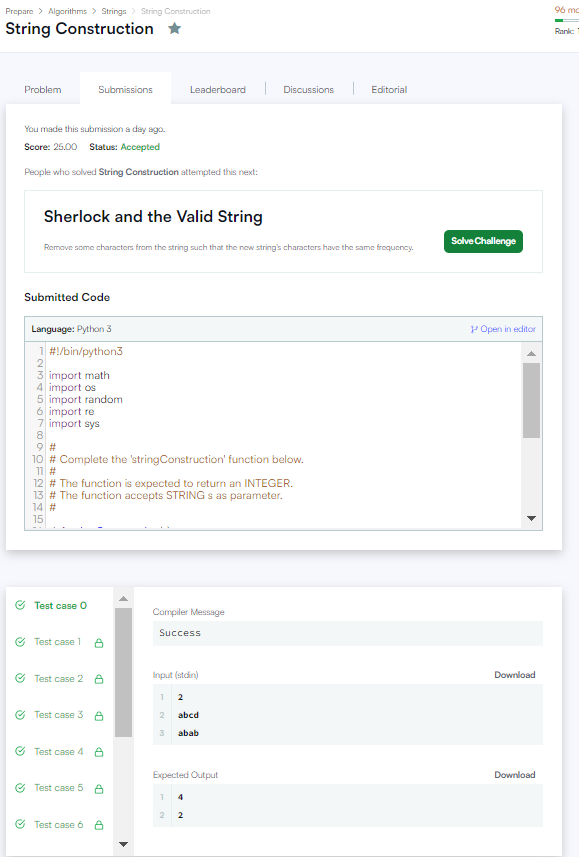 Prepare > Algorithms > Strings > String Construction
96 mo
String Construction
Rank:
Problem Submissions Leaderboard Discussions Editorial
You made this submission a day ago.
Score: 25.00 Status: Accepted
People who solved String Construction attempted this next:
Sherlock and the Valid String
Remove some characters from the string such that the new string's characters have the same frequency.
Solve Challenge
Submitted Code
Language: Python 3
Open in editor
1 #!/bin/python3
2
3 import math
4 import os
5 import random
6 import re
7 import sys
8
9 #
10 # Complete the 'stringConstruction' function below.
11 #
12 # The function is expected to return an INTEGER.
13 # The function accepts STRING s as parameter.
14 #
15
Test case 0
Test case 1
Test case 2
Test case 3
Test case 4
Test case 5
Test case 6
Compiler Message
Success
Input (stdin)
Download
1 2
2 abcd
3 abab
Expected Output
Download
1 4
2 2